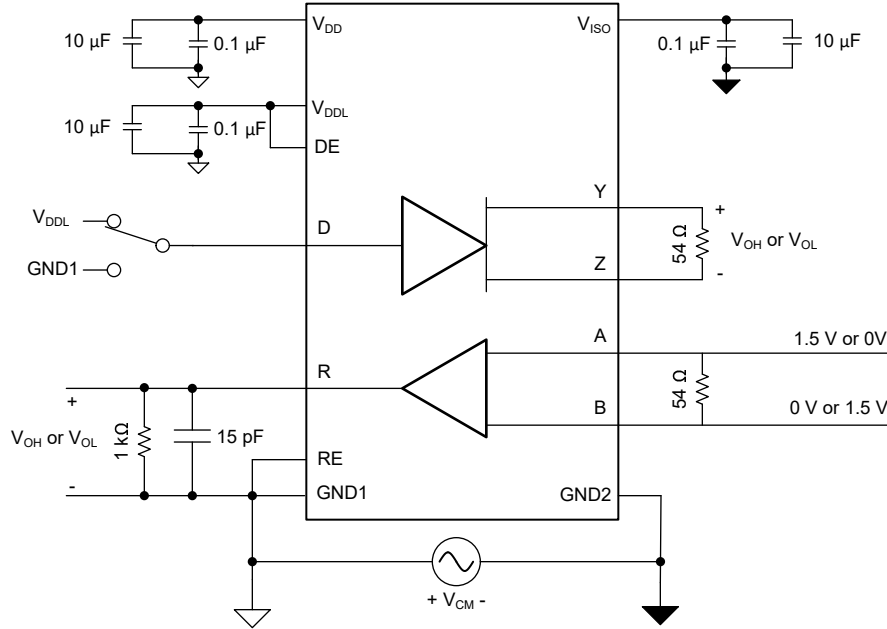 10 µF
0.1 µF
V_DD
V_ISO
0.1 µF
10 µF
10 µF
0.1 µF
V_DDL
DE
V_DDL
GND1
D
Y
Z
54 Ω
+
V_OH or V_OL
-
A
B
54 Ω
1.5 V or 0V
0 V or 1.5 V
R
+
V_OH or V_OL
-
1 kΩ
15 pF
RE
GND1
GND2
+ V_CM -